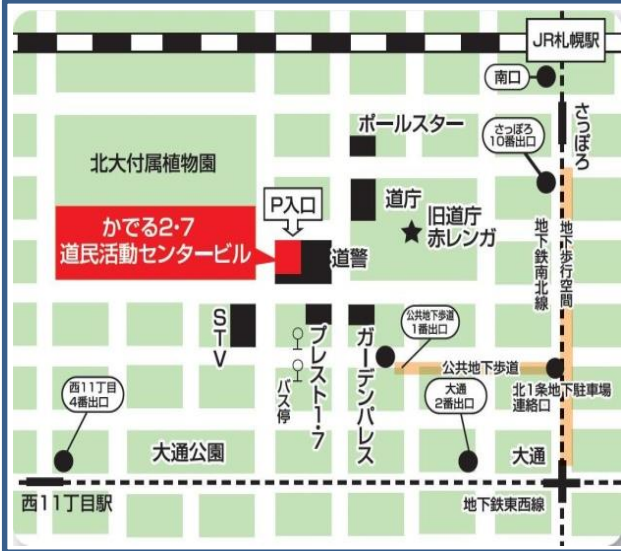 JR札幌駅
南口
さっぽろ
さっぽろ
10番出口
ポールスター
北大付属植物園
P入口
道庁
旧道庁
赤レンガ
かでる2・7
道民活動センタービル
道警
地下鉄南北線
地下歩行空間
STV
プレスト1・7
ガーデンパレス
公共地下歩道
1番出口
公共地下歩道
北1条地下駐車場
連絡口
バス停
西11丁目
4番出口
大通
2番出口
大通公園
大通
西11丁目駅
地下鉄東西線